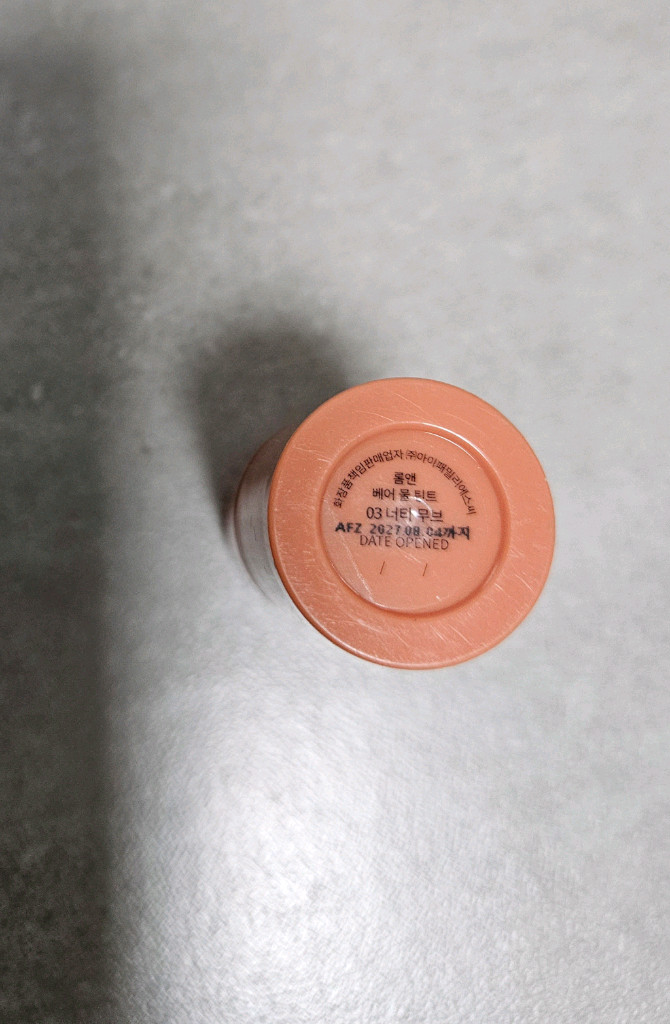 화장품책임판매업자 ㈜아이패밀리에스씨
롬앤
베어 물 틴트
03 너티 무브
AFZ 2027.08.04까지
DATE OPENED
/ /